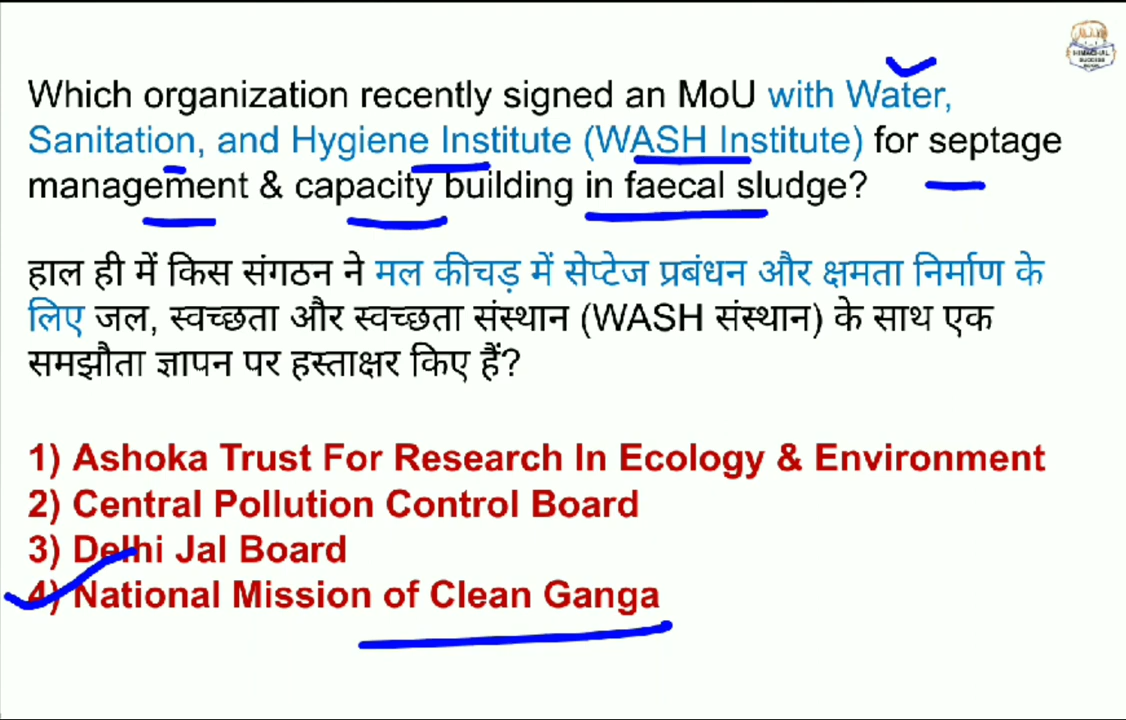 HIMACHAL
SUCCESS
Which organization recently signed an MoU with Water,
Sanitation, and Hygiene Institute (WASH Institute) for septage
management & capacity building in faecal sludge?
हाल ही में किस संगठन ने मल कीचड़ में सेप्टेज प्रबंधन और क्षमता निर्माण के
लिए जल, स्वच्छता और स्वच्छता संस्थान (WASH संस्थान) के साथ एक
समझौता ज्ञापन पर हस्ताक्षर किए हैं?
1) Ashoka Trust For Research In Ecology & Environment
2) Central Pollution Control Board
3) Delhi Jal Board
4) National Mission of Clean Ganga